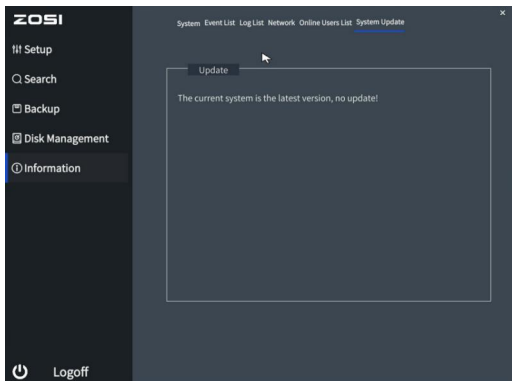 ZOSI
System Event List Log List Network Online Users List System Update
×
Setup
Search
Backup
Disk Management
Information
Update
The current system is the latest version, no update!
Logoff